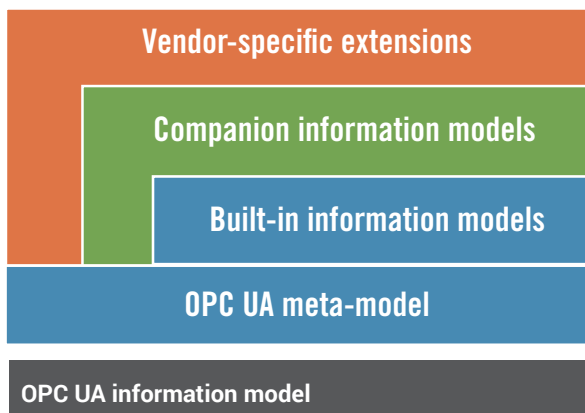 Vendor-specific extensions
Companion information models
Built-in information models
OPC UA meta-model
OPC UA information model